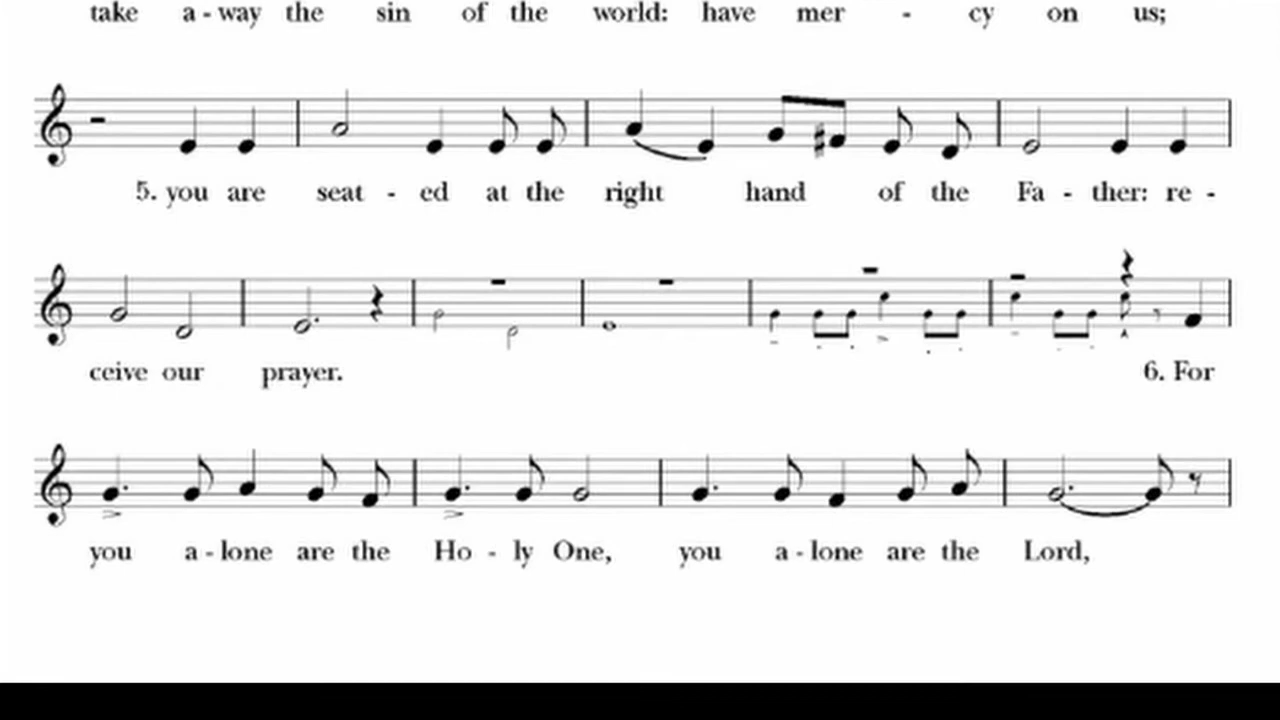 take a - way the sin of the world: have mer - cy on us;
5. you are seat - ed at the right hand of the Fa - ther: re -
ceive our prayer. 6. For
you a - lone are the Ho - ly One, you a - lone are the Lord,